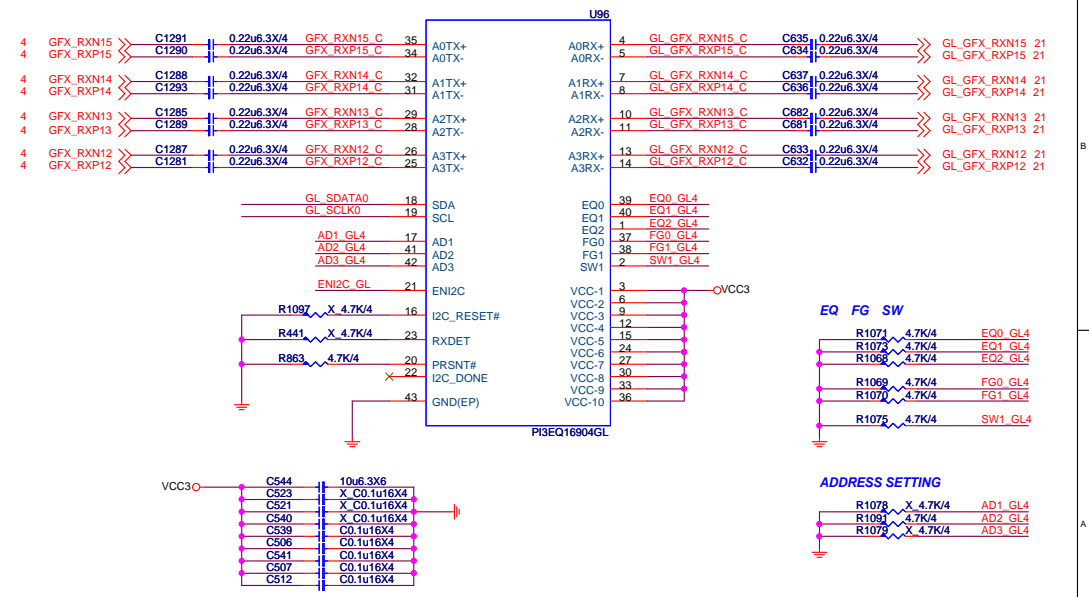 U96
4 GFX_RXN15 C1291 0.22u6.3X/4 GFX_RXN15_C 35 A0TX+ A0RX+ 4 GL_GFX_RXN15_C C635 0.22u6.3X/4 GL_GFX_RXN15 21
4 GFX_RXP15 C1290 0.22u6.3X/4 GFX_RXP15_C 34 A0TX- A0RX- 5 GL_GFX_RXP15_C C634 0.22u6.3X/4 GL_GFX_RXP15 21
4 GFX_RXN14 C1288 0.22u6.3X/4 GFX_RXN14_C 32 A1TX+ A1RX+ 7 GL_GFX_RXN14_C C637 0.22u6.3X/4 GL_GFX_RXN14 21
4 GFX_RXP14 C1293 0.22u6.3X/4 GFX_RXP14_C 31 A1TX- A1RX- 8 GL_GFX_RXP14_C C636 0.22u6.3X/4 GL_GFX_RXP14 21
4 GFX_RXN13 C1285 0.22u6.3X/4 GFX_RXN13_C 29 A2TX+ A2RX+ 10 GL_GFX_RXN13_C C682 0.22u6.3X/4 GL_GFX_RXN13 21
4 GFX_RXP13 C1289 0.22u6.3X/4 GFX_RXP13_C 28 A2TX- A2RX- 11 GL_GFX_RXP13_C C681 0.22u6.3X/4 GL_GFX_RXP13 21
4 GFX_RXN12 C1287 0.22u6.3X/4 GFX_RXN12_C 26 A3TX+ A3RX+ 13 GL_GFX_RXN12_C C633 0.22u6.3X/4 GL_GFX_RXN12 21
4 GFX_RXP12 C1281 0.22u6.3X/4 GFX_RXP12_C 25 A3TX- A3RX- 14 GL_GFX_RXP12_C C632 0.22u6.3X/4 GL_GFX_RXP12 21
B
GL_SDATA0 18 SDA EQ0 39 EQ0_GL4
GL_SCLK0 19 SCL EQ1 40 EQ1_GL4
EQ2 1 EQ2_GL4
AD1_GL4 17 AD1 FG0 37 FG0_GL4
AD2_GL4 41 AD2 FG1 38 FG1_GL4
AD3_GL4 42 AD3 SW1 2 SW1_GL4
ENI2C_GL 21 ENI2C VCC-1 3 VCC3
VCC-2 6
R1097 X_4.7K/4 16 I2C_RESET# VCC-3 9
VCC-4 12
R441 X_4.7K/4 23 RXDET VCC-5 15
VCC-6 24
R863 4.7K/4 20 PRSNT# VCC-7 27
22 I2C_DONE VCC-8 30
VCC-9 33
43 GND(EP) VCC-10 36
PI3EQ16904GL
EQ FG SW
R1071 4.7K/4 EQ0_GL4
R1073 4.7K/4 EQ1_GL4
R1068 4.7K/4 EQ2_GL4
R1069 4.7K/4 FG0_GL4
R1070 4.7K/4 FG1_GL4
R1075 4.7K/4 SW1_GL4
VCC3 C544 10u6.3X6
C523 X_C0.1u16X4
C521 X_C0.1u16X4
C540 X_C0.1u16X4
C539 C0.1u16X4
C506 C0.1u16X4
C541 C0.1u16X4
C507 C0.1u16X4
C512 C0.1u16X4
ADDRESS SETTING
R1078 X_4.7K/4 AD1_GL4
R1091 4.7K/4 AD2_GL4
R1079 X_4.7K/4 AD3_GL4
A